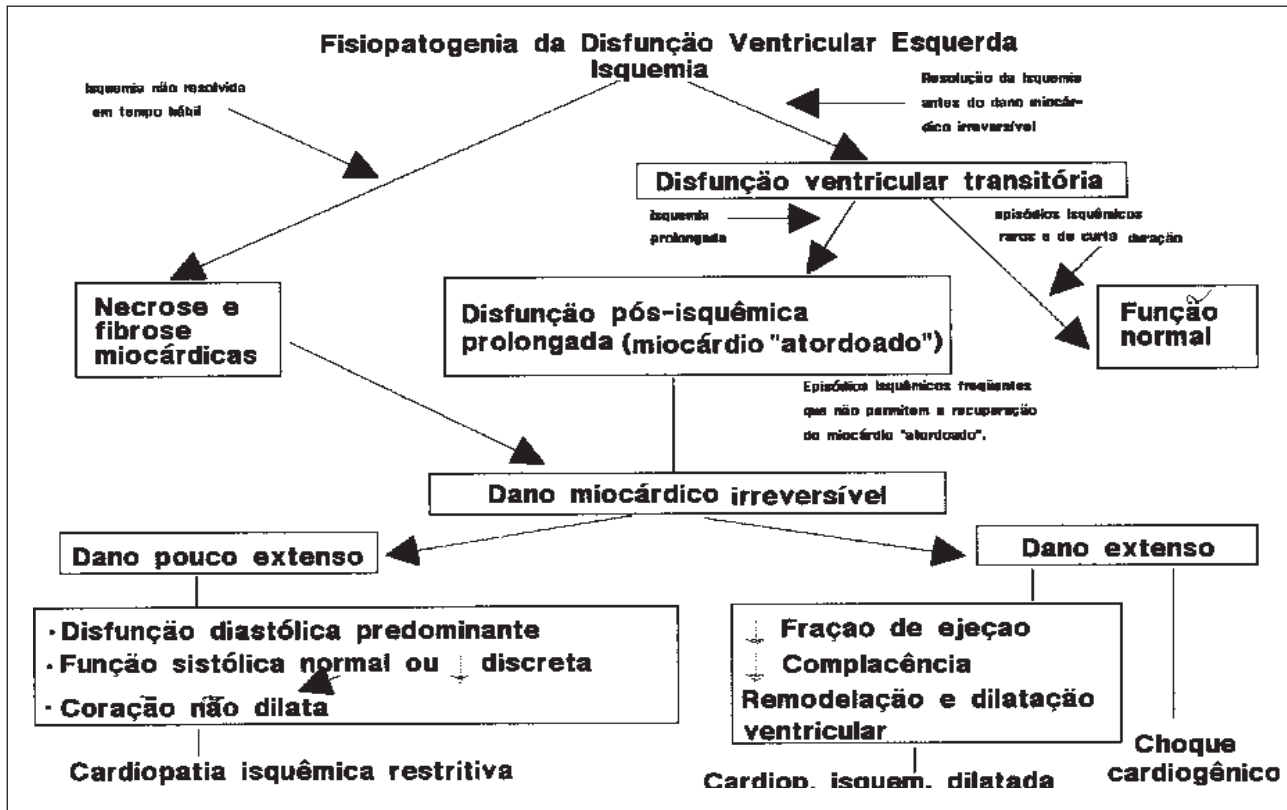 Fisiopatogenia da Disfunção Ventricular Esquerda
Isquemia
Isquemia não resolvida
em tempo hábil
Resolução da Isquemia
antes do dano miocár-
dico irreversível
Disfunção ventricular transitória
Isquemia
prolongada
episódios isquêmicos
raros e de curta duração
Necrose e
fibrose
miocárdicas
Disfunção pós-isquêmica
prolongada (miocárdio "atordoado")
Função
normal
Episódios isquêmicos freqüentes
que não permitem a recuperação
do miocárdio "atordoado".
Dano miocárdico irreversível
Dano pouco extenso
Dano extenso
· Disfunção diastólica predominante
· Função sistólica normal ou ↓ discreta
· Coração não dilata
↓ Fraçao de ejeçao
↓ Complacência
Remodelação e dilatação
ventricular
Cardiopatia isquêmica restritiva
Cardiop. isquem. dilatada
Choque
cardiogênico